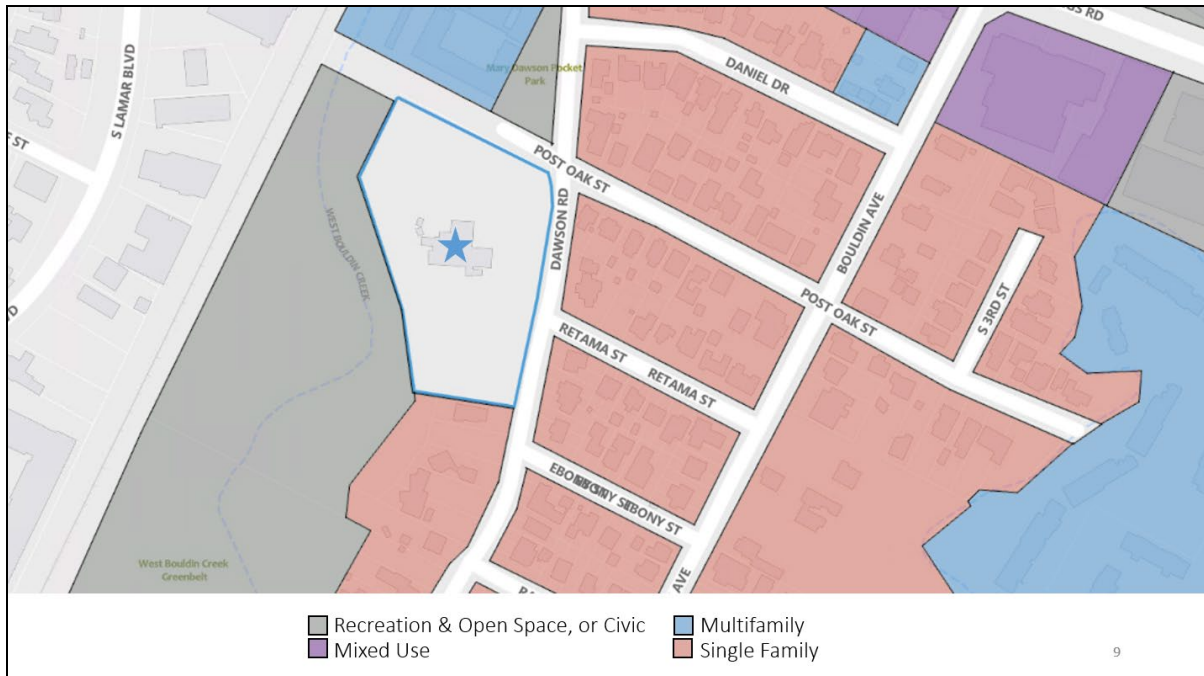 S LAMAR BLVD
Mary Dawson Pocket
Park
DANIEL DR
RD
POST OAK ST
DAWSON RD
BOULDIN AVE
WEST BOULDIN CREEK
POST OAK ST
S 3RD ST
RETAMA ST
RETAMA ST
EBONY ST
EBONY ST
AVE
West Bouldin Creek
Greenbelt
Recreation & Open Space, or Civic
Multifamily
Mixed Use
Single Family
9